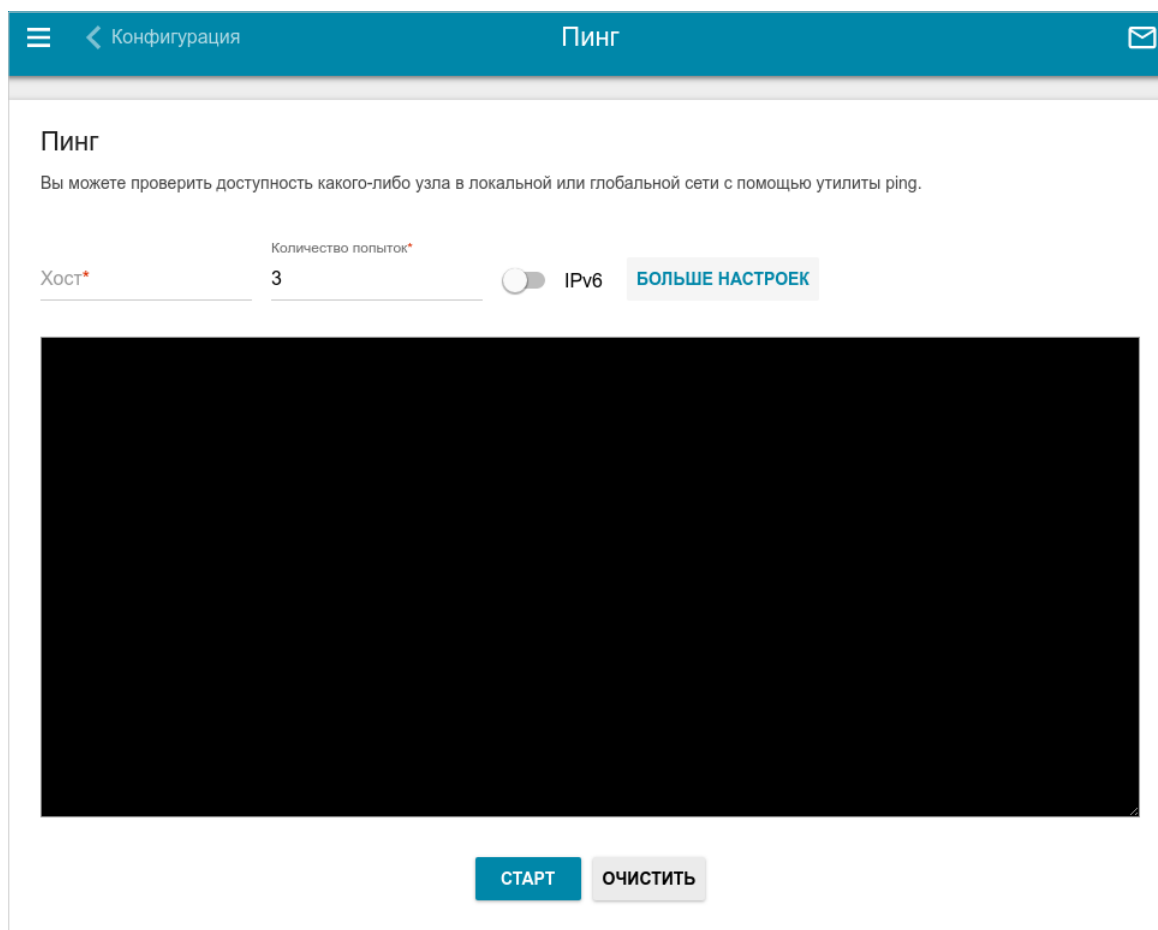 Конфигурация
Пинг
Пинг
Вы можете проверить доступность какого-либо узла в локальной или глобальной сети с помощью утилиты ping.
Количество попыток*
Хост*
3
IPv6
БОЛЬШЕ НАСТРОЕК
СТАРТ
ОЧИСТИТЬ